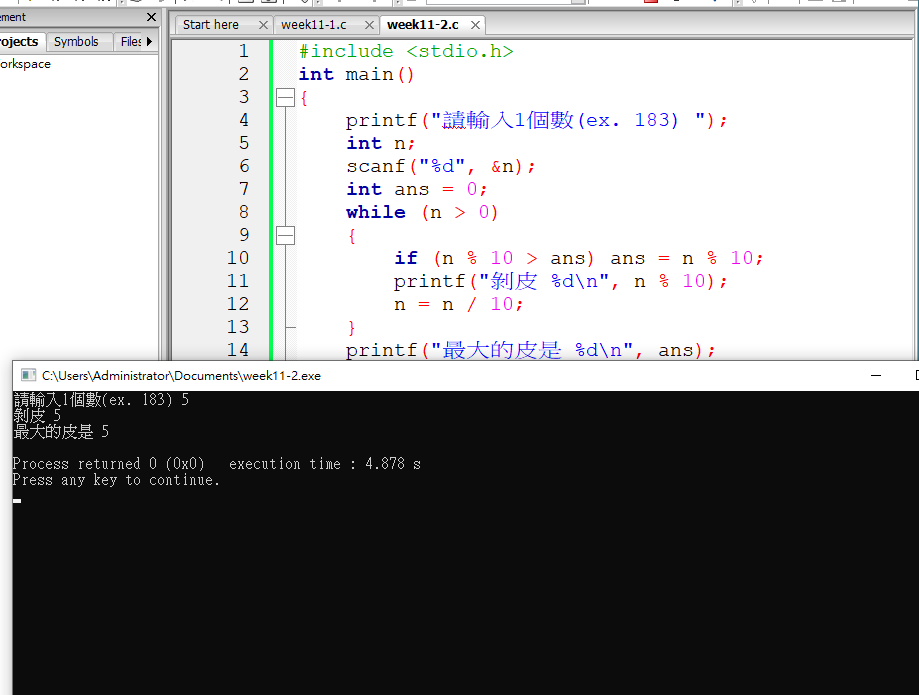 ement
Start here week11-1.c week11-2.c
rojects Symbols Files
orkspace
1 #include <stdio.h>
2 int main()
3 {
4 printf("請輸入1個數(ex. 183) ");
5 int n;
6 scanf("%d", &n);
7 int ans = 0;
8 while (n > 0)
9 {
10 if (n % 10 > ans) ans = n % 10;
11 printf("剝皮 %d\n", n % 10);
12 n = n / 10;
13 }
14 printf("最大的皮是 %d\n", ans);
C:\Users\Administrator\Documents\week11-2.exe
請輸入1個數(ex. 183) 5
剝皮 5
最大的皮是 5
Process returned 0 (0x0) execution time : 4.878 s
Press any key to continue.